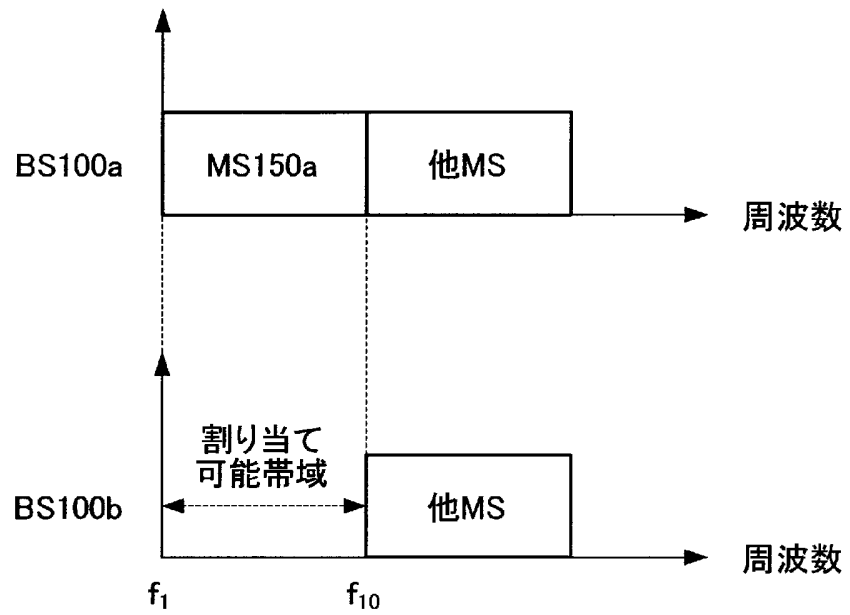 BS100a
MS150a
他MS
周波数
割り当て
可能帯域
BS100b
他MS
周波数
f₁
f₁₀